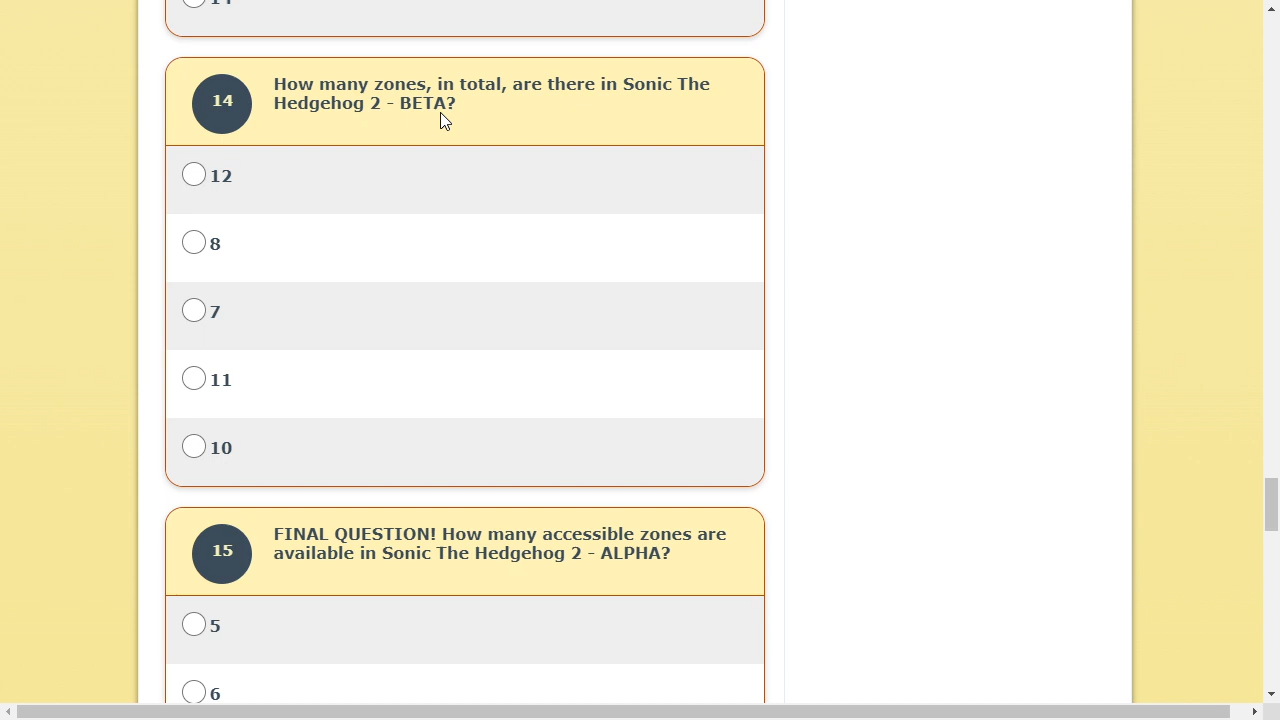 14
How many zones, in total, are there in Sonic The
Hedgehog 2 - BETA?
12
8
7
11
10
15
FINAL QUESTION! How many accessible zones are
available in Sonic The Hedgehog 2 - ALPHA?
5
6